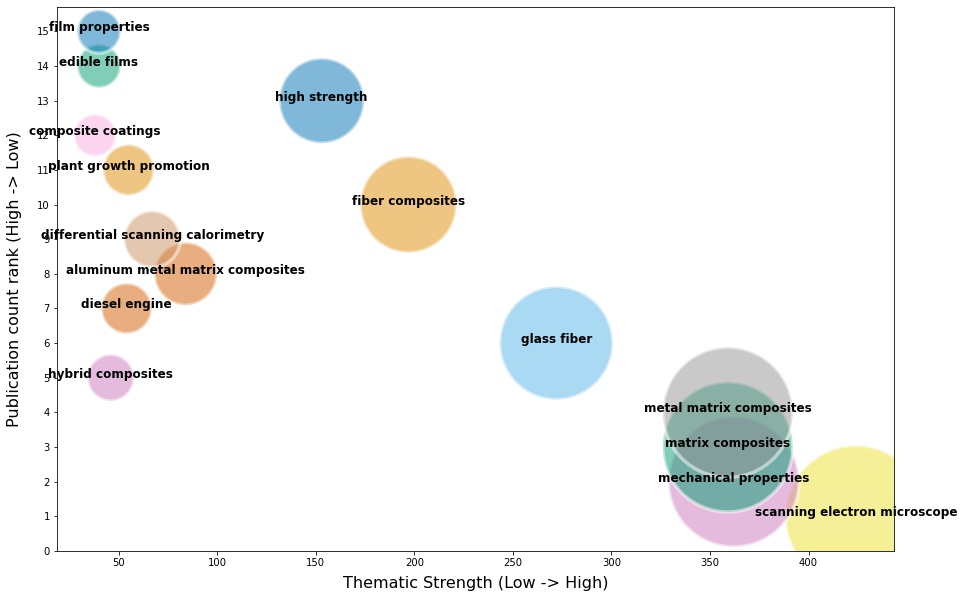 Publication count rank (High -> Low)
15
film properties
14
edible films
13
high strength
12
composite coatings
11
plant growth promotion
10
fiber composites
9
differential scanning calorimetry
8
aluminum metal matrix composites
7
diesel engine
6
glass fiber
5
hybrid composites
4
metal matrix composites
3
matrix composites
2
mechanical properties
1
scanning electron microscope
0
50 100 150 200 250 300 350 400
Thematic Strength (Low -> High)